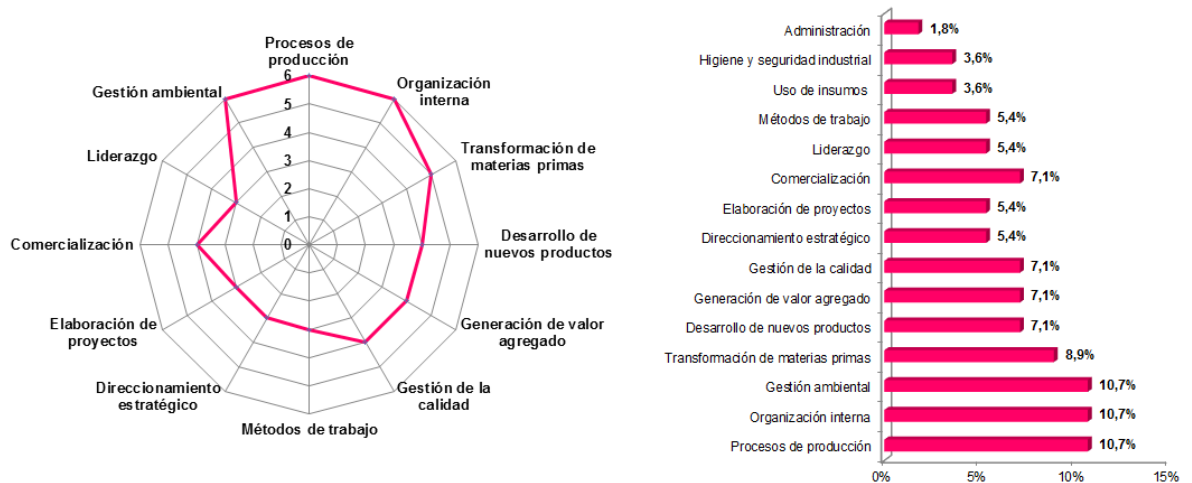 Procesos de
producción
Organización
interna
Transformación de
materias primas
Desarrollo de
nuevos productos
Generación de valor
agregado
Gestión de la
calidad
Métodos de trabajo
Direccionamiento
estratégico
Elaboración de
proyectos
Comercialización
Liderazgo
Gestión ambiental
6
5
4
3
2
1
0
Administración 1,8%
Higiene y seguridad industrial 3,6%
Uso de insumos 3,6%
Métodos de trabajo 5,4%
Liderazgo 5,4%
Comercialización 7,1%
Elaboración de proyectos 5,4%
Direccionamiento estratégico 5,4%
Gestión de la calidad 7,1%
Generación de valor agregado 7,1%
Desarrollo de nuevos productos 7,1%
Transformación de materias primas 8,9%
Gestión ambiental 10,7%
Organización interna 10,7%
Procesos de producción 10,7%
0% 5% 10% 15%